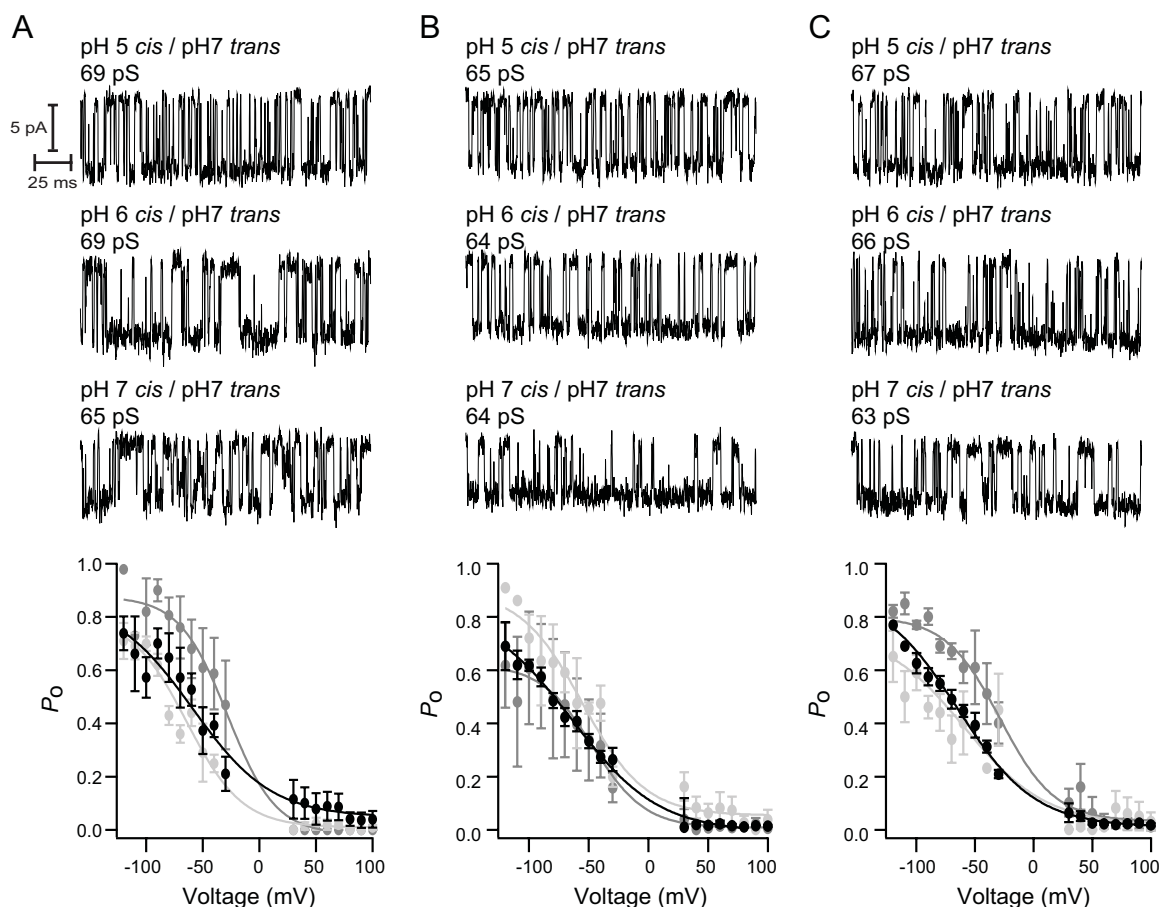 A
pH 5 cis / pH7 trans
69 pS
5 pA
25 ms
pH 6 cis / pH7 trans
69 pS
pH 7 cis / pH7 trans
65 pS
1.0
0.8
0.6
0.4
0.2
0.0
Po
-100
-50
0
50
100
Voltage (mV)
B
pH 5 cis / pH7 trans
65 pS
pH 6 cis / pH7 trans
64 pS
pH 7 cis / pH7 trans
64 pS
1.0
0.8
0.6
0.4
0.2
0.0
Po
-100
-50
0
50
100
Voltage (mV)
C
pH 5 cis / pH7 trans
67 pS
pH 6 cis / pH7 trans
66 pS
pH 7 cis / pH7 trans
63 pS
1.0
0.8
0.6
0.4
0.2
0.0
Po
-100
-50
0
50
100
Voltage (mV)